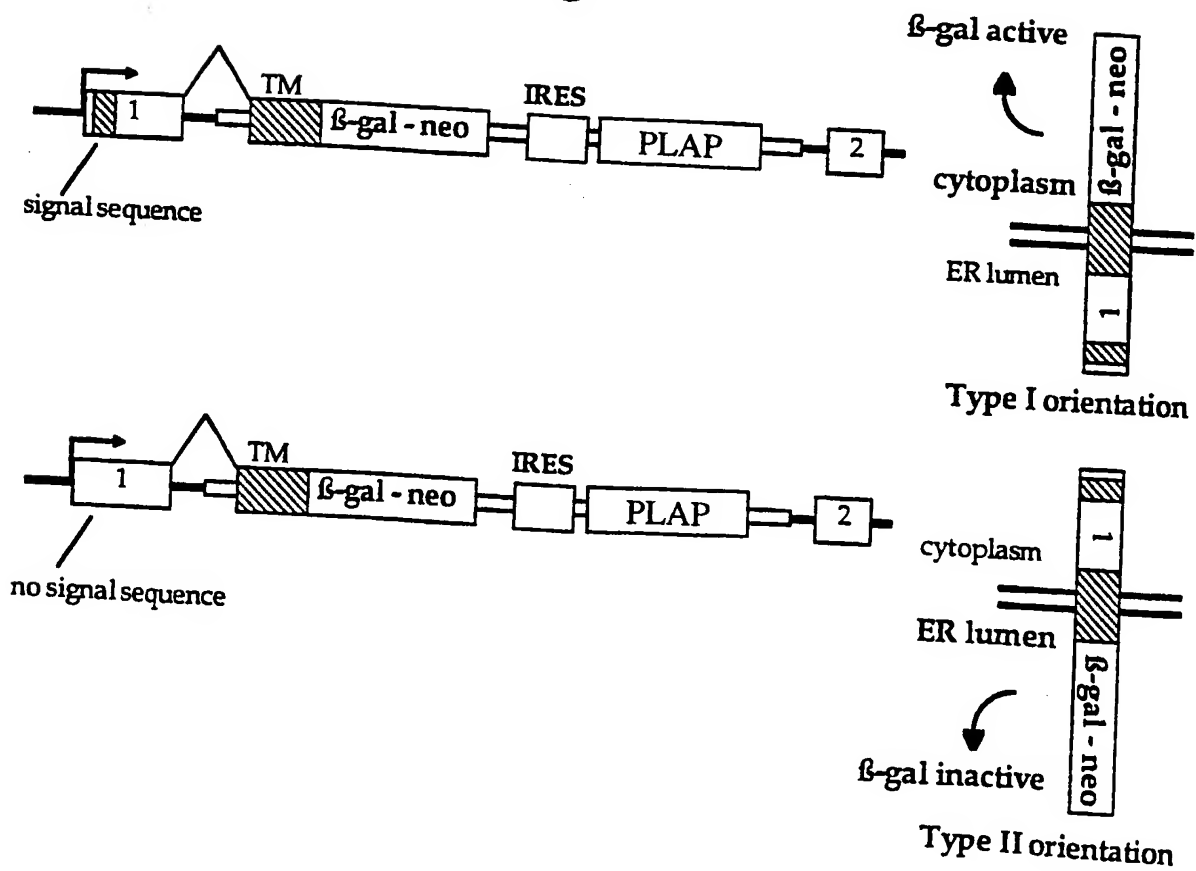 ß-gal active
TM
IRES
1
ß-gal - neo
PLAP
2
signal sequence
ß-gal - neo
cytoplasm
ER lumen
1
Type I orientation
TM
IRES
1
ß-gal - neo
PLAP
2
no signal sequence
1
cytoplasm
ER lumen
ß-gal - neo
ß-gal inactive
Type II orientation